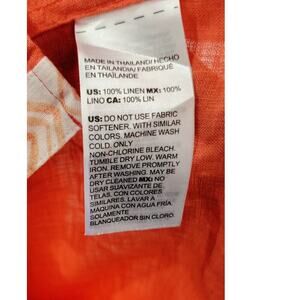 MADE IN THAILAND/ HECHO
EN TAILANDIA/ FABRIQUÉ
EN THAÏLANDE
US: 100% LINEN MX: 100%
LINO CA: 100% LIN
US: DO NOT USE FABRIC
SOFTENER. WITH SIMILAR
COLORS. MACHINE WASH
COLD. ONLY
NON-CHLORINE BLEACH.
TUMBLE DRY LOW. WARM
IRON. REMOVE PROMPTLY
AFTER WASHING. MAY BE
DRY CLEANED MX: NO
USAR SUAVIZANTE DE
TELAS. CON COLORES
SIMILARES. LAVAR A
MÁQUINA CON AGUA FRÍA.
SOLAMENTE
BLANQUEADOR SIN CLORO.